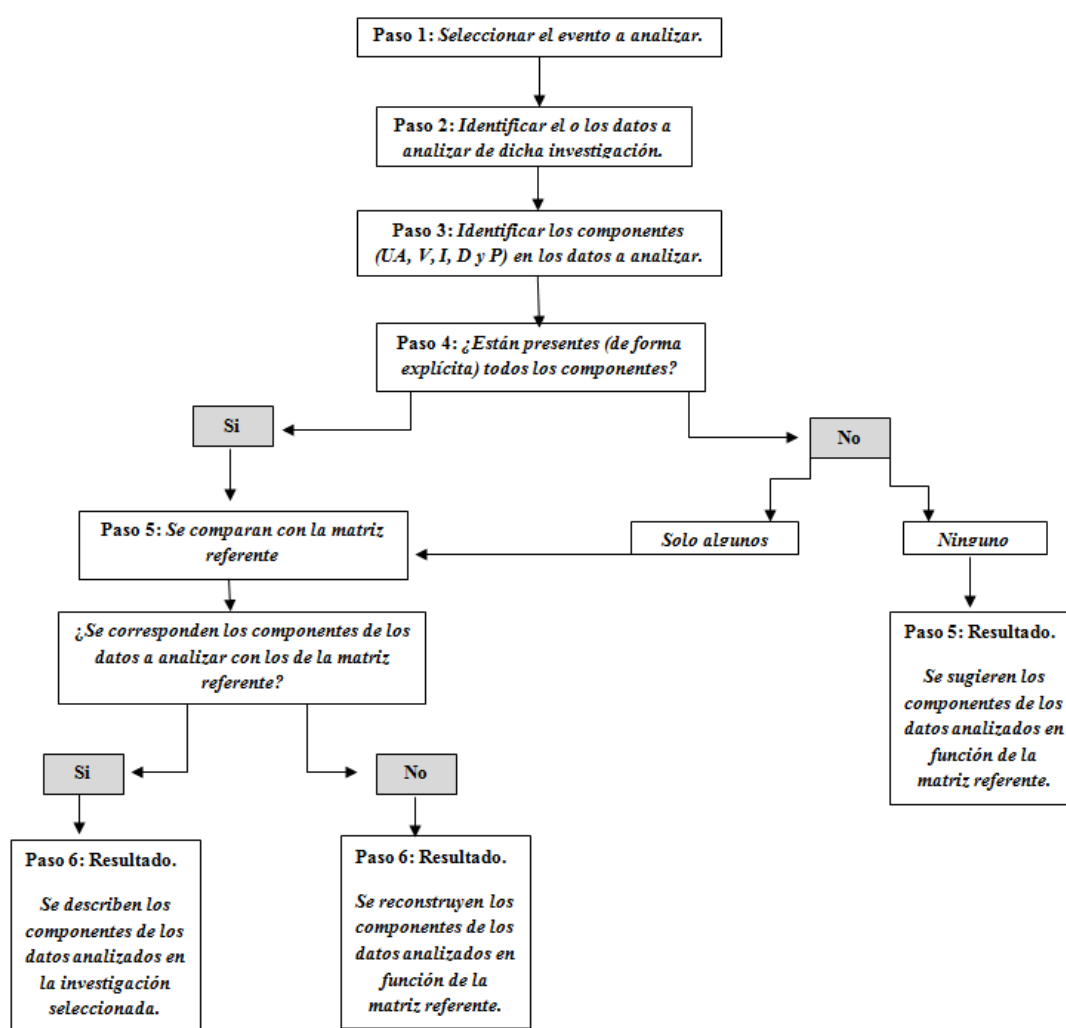 Paso 1: Seleccionar el evento a analizar.
Paso 2: Identificar el o los datos a
analizar de dicha investigación.
Paso 3: Identificar los componentes
(UA, V, I, D y P) en los datos a analizar.
Paso 4: ¿Están presentes (de forma
explícita) todos los componentes?
Si
No
Paso 5: Se comparan con la matriz
referente
Solo algunos
Ninguno
¿Se corresponden los componentes de los
datos a analizar con los de la matriz
referente?
Paso 5: Resultado.
Se sugieren los
componentes de los
datos analizados en
función de la
matriz referente.
Si
No
Paso 6: Resultado.
Se describen los
componentes de los
datos analizados en
la investigación
seleccionada.
Paso 6: Resultado.
Se reconstruyen los
componentes de los
datos analizados en
función de la
matriz referente.